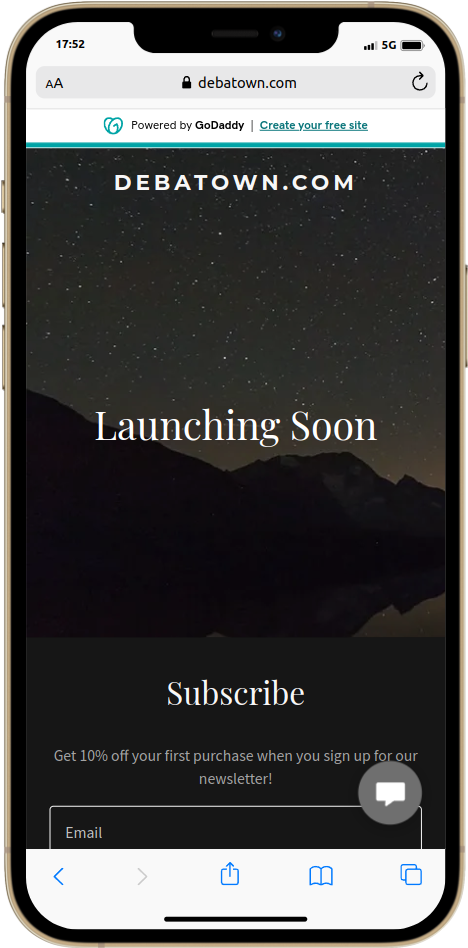 17:52
5G
AA
debatown.com
Powered by GoDaddy | Create your free site
DEBATOWN.COM
Launching Soon
Subscribe
Get 10% off your first purchase when you sign up for our
newsletter!
Email